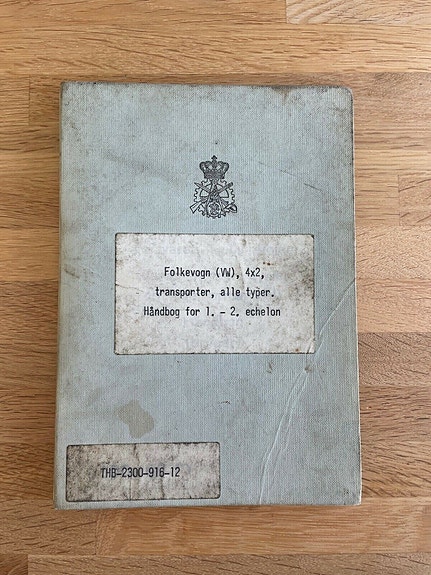 Folkevogn (VW), 4x2,
transporter, alle typer.
Håndbog for 1. - 2. echelon
THB-2300-916-12